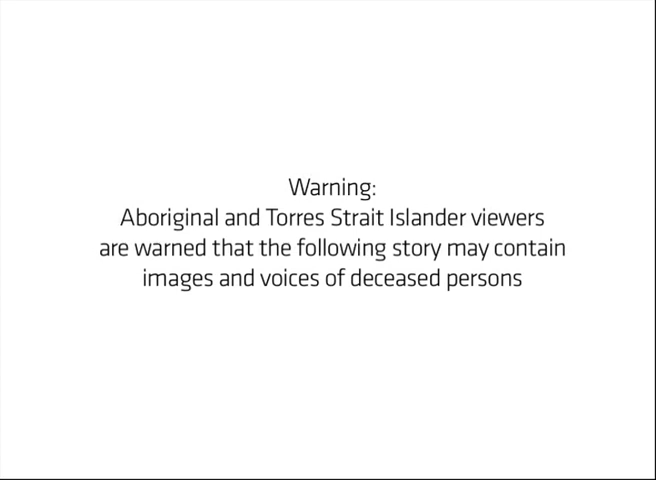 Warning:
Aboriginal and Torres Strait Islander viewers
are warned that the following story may contain
images and voices of deceased persons